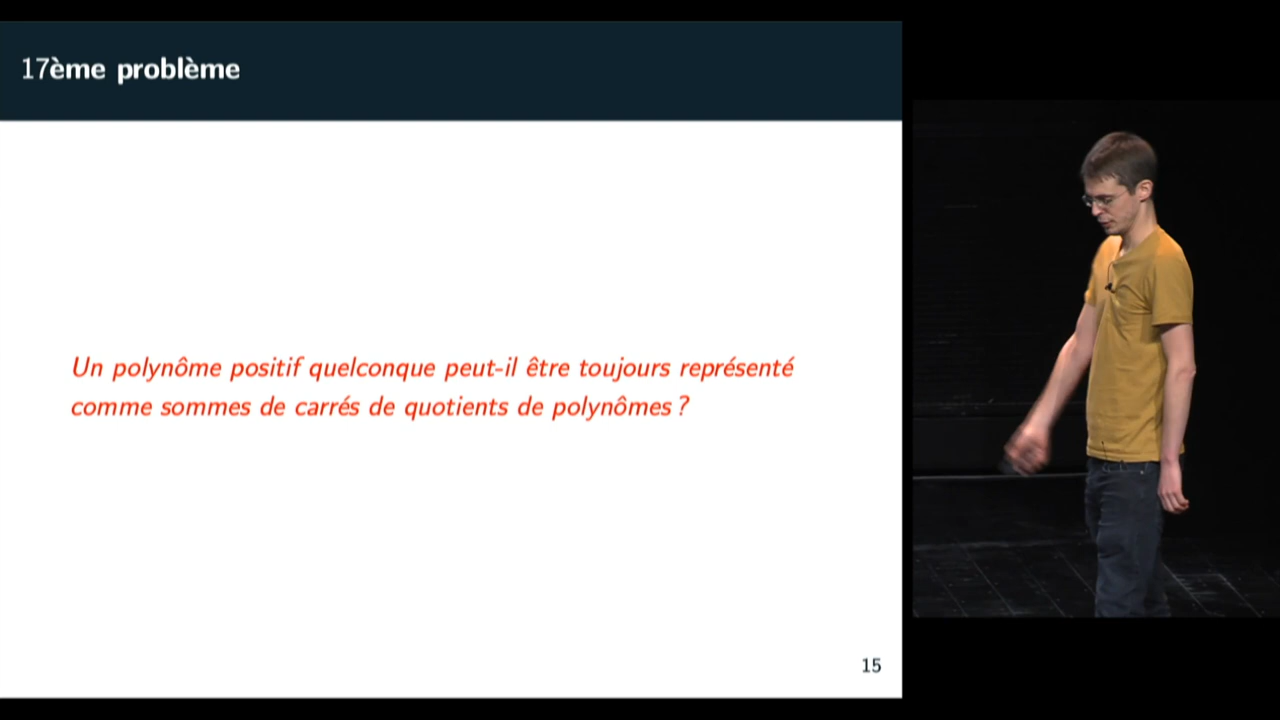 17ème problème
Un polynôme positif quelconque peut-il être toujours représenté
comme sommes de carrés de quotients de polynômes ?
15